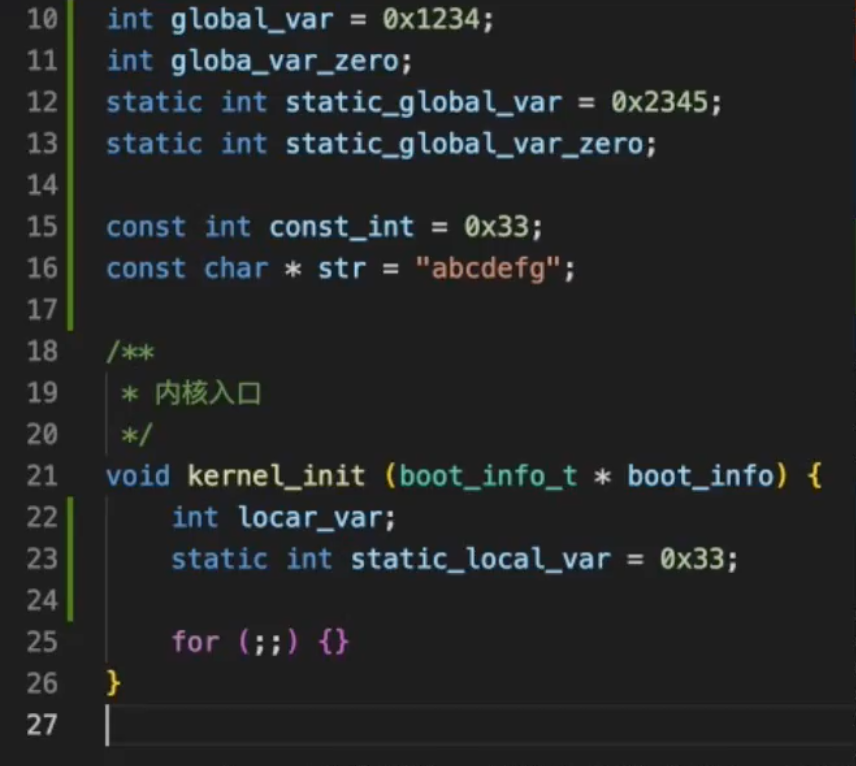 10 int global_var = 0x1234;
11 int globa_var_zero;
12 static int static_global_var = 0x2345;
13 static int static_global_var_zero;
14
15 const int const_int = 0x33;
16 const char * str = "abcdefg";
17
18 /**
19 * 内核入口
20 */
21 void kernel_init (boot_info_t * boot_info) {
22 int locar_var;
23 static int static_local_var = 0x33;
24
25 for (;;) {}
26 }
27